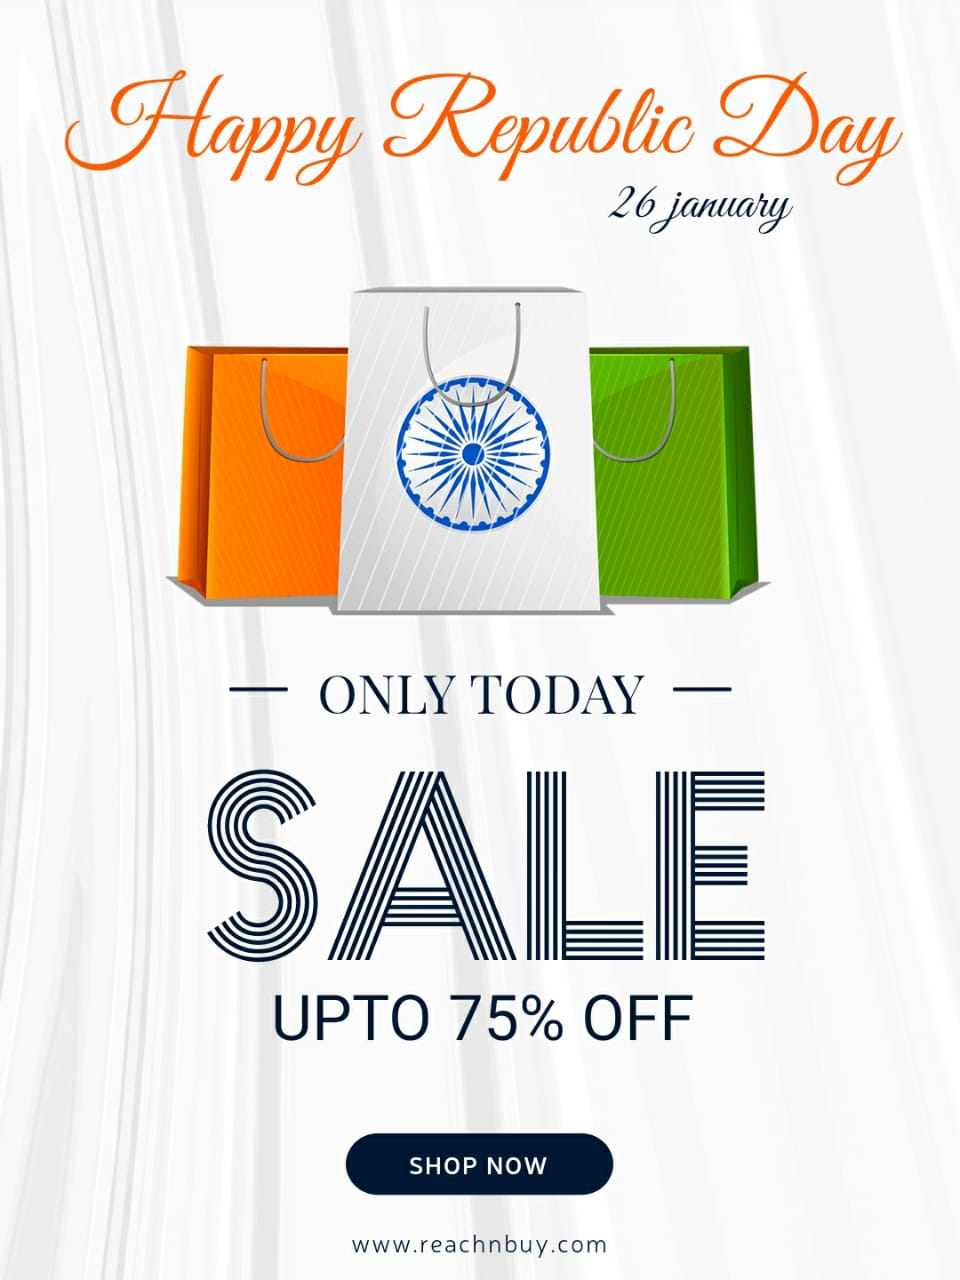 Happy Republic Day
26 january
ONLY TODAY
SALE
UPTO 75% OFF
SHOP NOW
www.reachnbuy.com